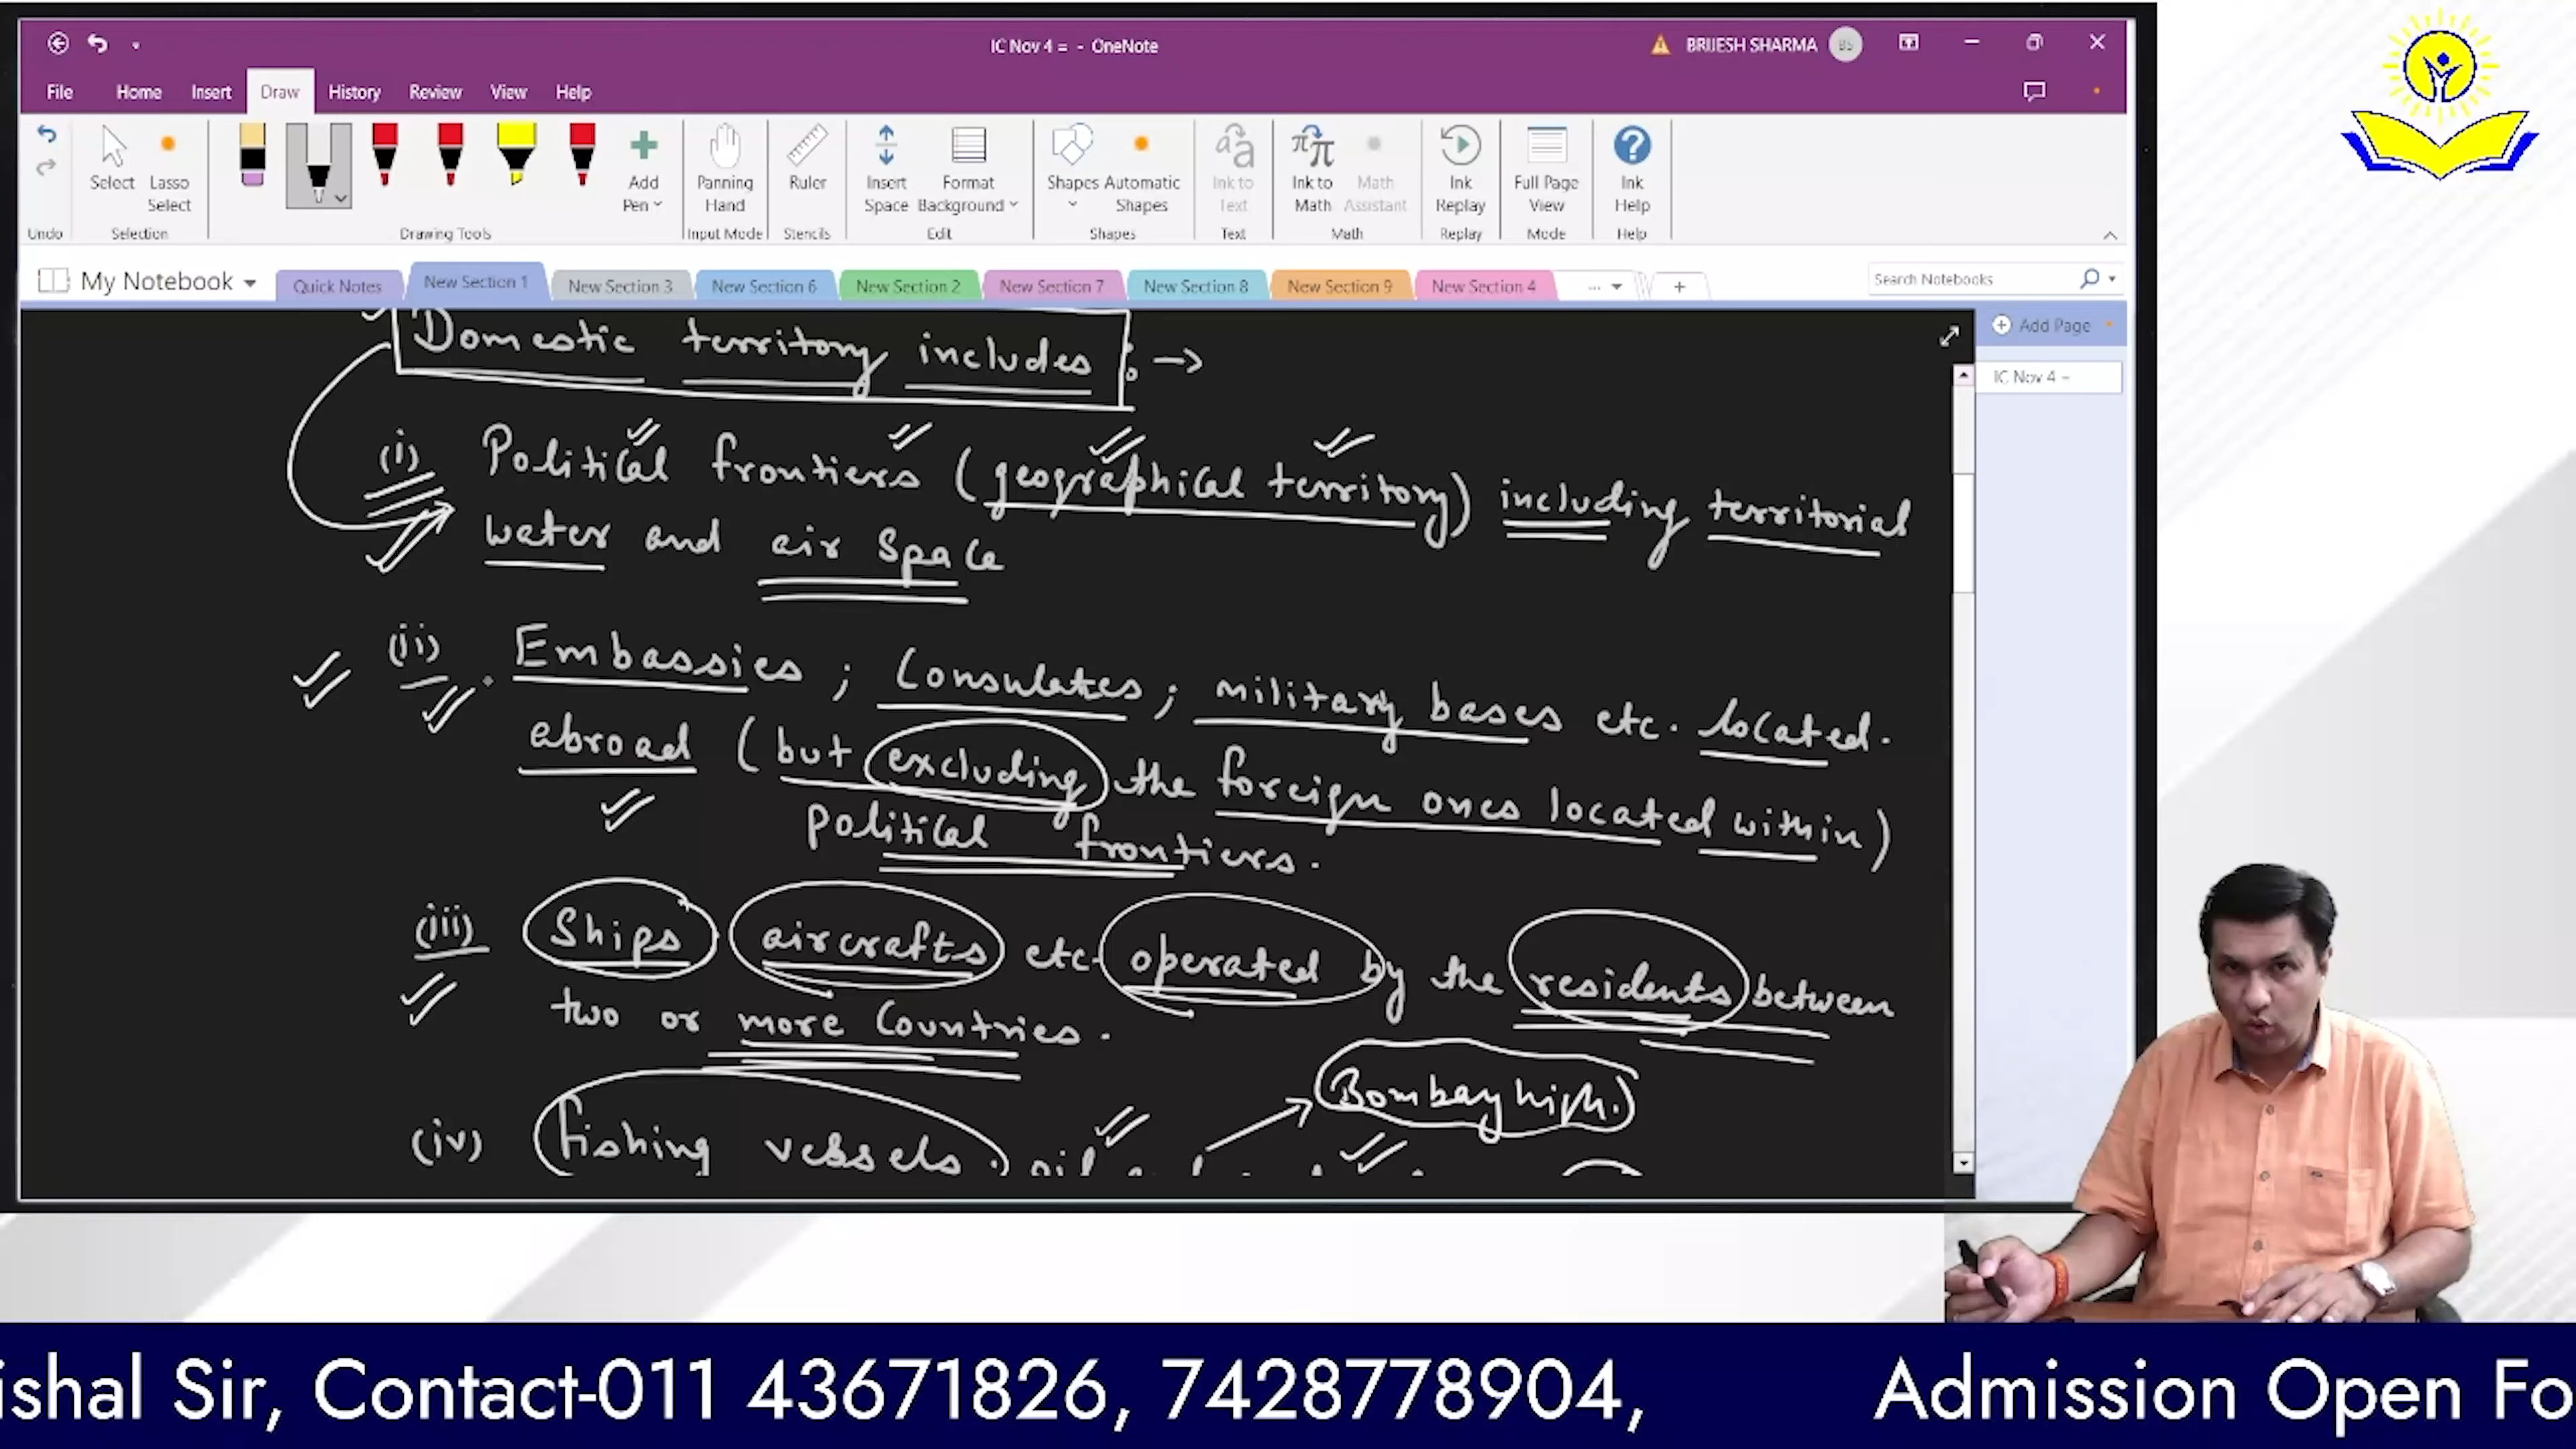 IC Nov 4 = - OneNote
BRIJESH SHARMA
BS
File Home Insert Draw History Review View Help
Undo
Select
Lasso Select
Selection
Drawing Tools
Add Pen
Panning Hand
Input Mode
Ruler
Stencils
Insert Space
Format Background
Edit
Shapes
Automatic Shapes
Shapes
Ink to Text
Text
Ink to Math
Math Assistant
Math
Ink Replay
Replay
Full Page View
Mode
Ink Help
Help
My Notebook
Quick Notes
New Section 1
New Section 3
New Section 6
New Section 2
New Section 7
New Section 8
New Section 9
New Section 4
...
+
Search Notebooks
Add Page
IC Nov 4 =
Domestic territory includes : →
(i) Political frontiers (geographical territory) including territorial
water and air space
(ii) Embassies ; Consulates ; military bases etc. located.
abroad (but excluding the foreign ones located within)
political frontiers.
(iii) Ships aircrafts etc. operated by the residents between
two or more Countries.
Bombay high.
(iv) fishing vessels
ishal Sir, Contact-011 43671826, 7428778904, Admission Open Fo